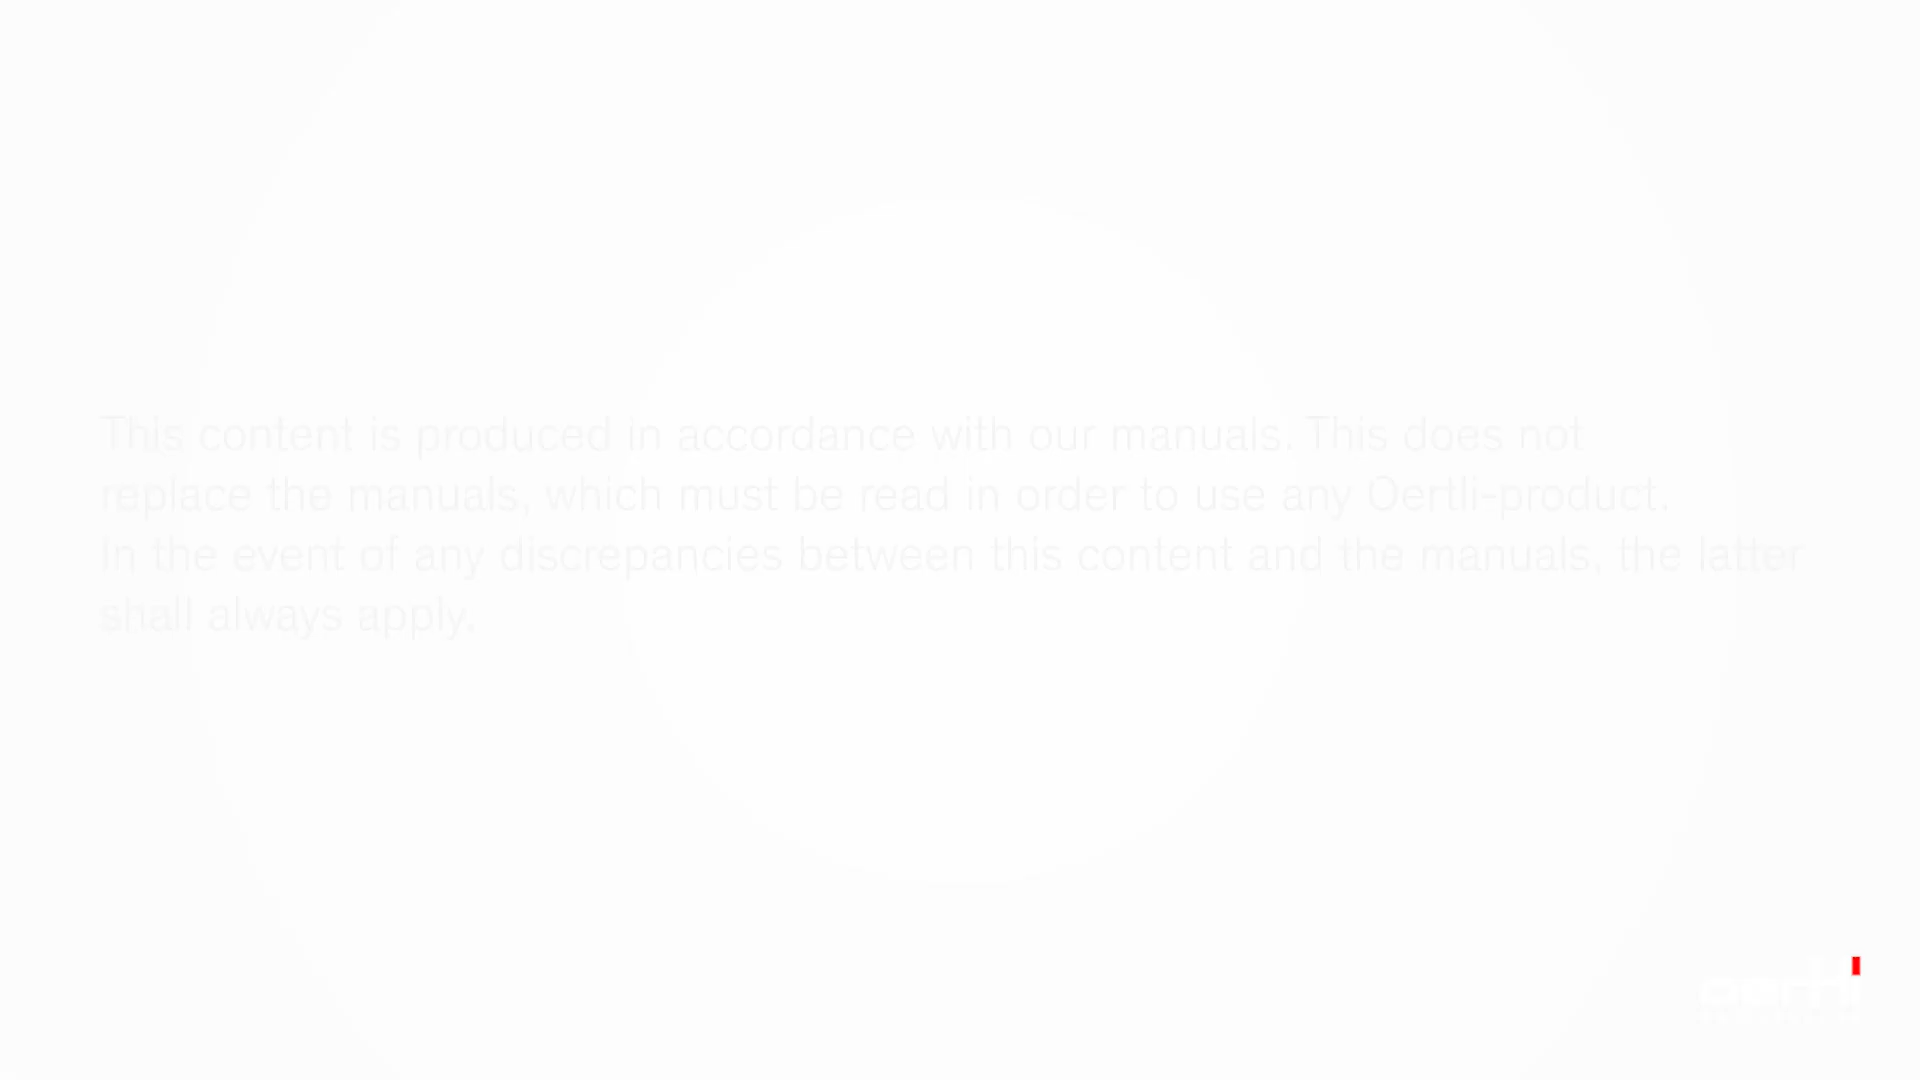 This content is produced in accordance with our manuals. This does not
replace the manuals, which must be read in order to use any Oertli-product.
In the event of any discrepancies between this content and the manuals, the latter
shall always apply.
oertli